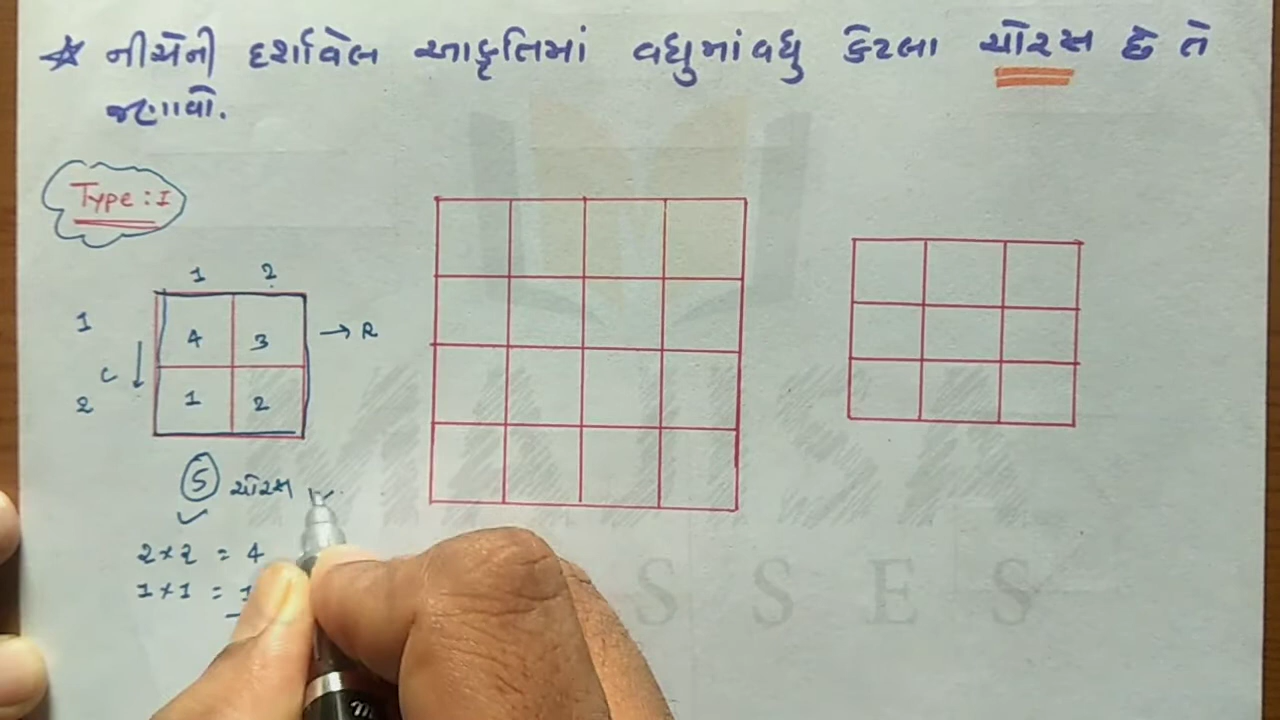 ☆ નીચેની દર્શાવેલ આકૃતિમાં વધુમાંવધુ કેટલા ચોરસ છે તે
જણાવો.
Type : I
1 2
1
4 3 → R
C ↓
2
1 2
5 ચોરસ
2 × 2 = 4
1 × 1 = 1
S S E S